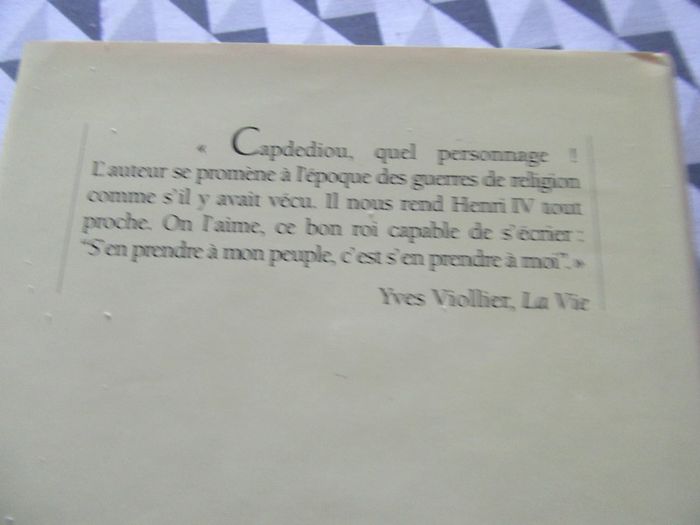 « Capdediou, quel personnage !
L'auteur se promène à l'époque des guerres de religion
comme s'il y avait vécu. Il nous rend Henri IV tout
proche. On l'aime, ce bon roi capable de s'écrier :
"S'en prendre à mon peuple, c'est s'en prendre à moi". »
Yves Viollier, La Vie